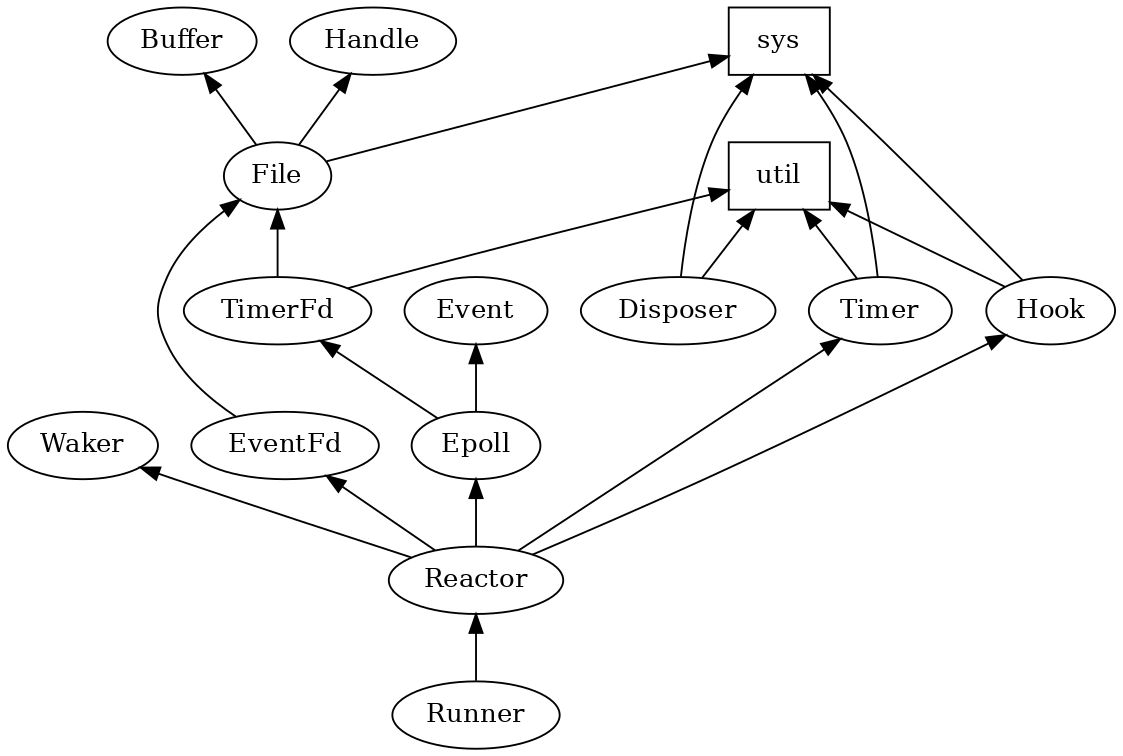 Buffer
Handle
sys
File
util
TimerFd
Event
Disposer
Timer
Hook
Waker
EventFd
Epoll
Reactor
Runner